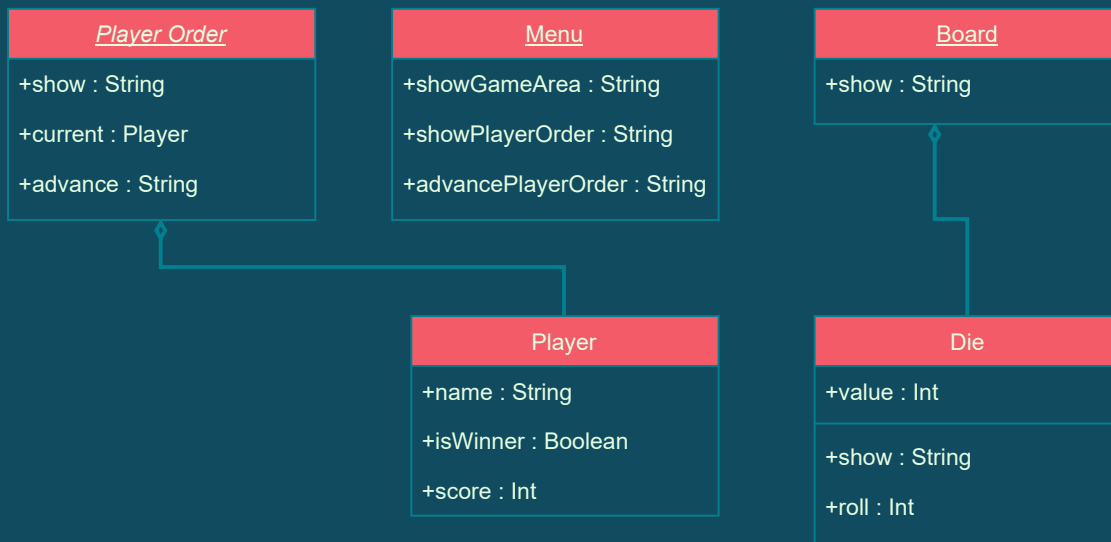 Player Order
+show : String
+current : Player
+advance : String
Menu
+showGameArea : String
+showPlayerOrder : String
+advancePlayerOrder : String
Board
+show : String
Player
+name : String
+isWinner : Boolean
+score : Int
Die
+value : Int
+show : String
+roll : Int